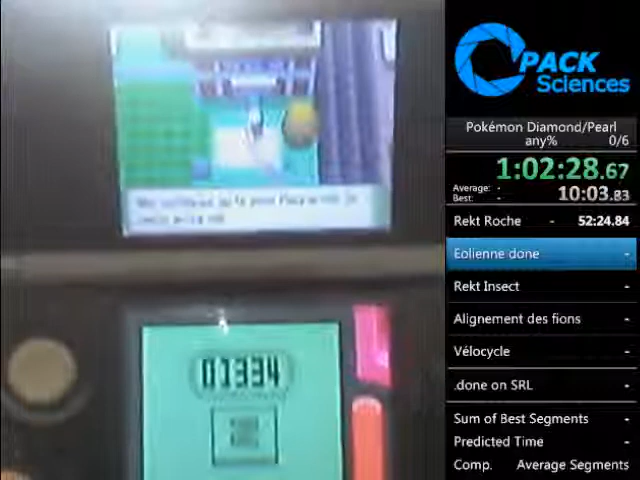 PACK
Sciences
Pokémon Diamond/Pearl
any% 0/6
1:02:28.67
Average: -
Best: - 10:03.83
Rekt Roche - 52:24.84
Eolienne done -
Rekt Insect -
Alignement des fions -
Vélocycle -
.done on SRL -
Sum of Best Segments -
Predicted Time -
Comp. Average Segments
01334